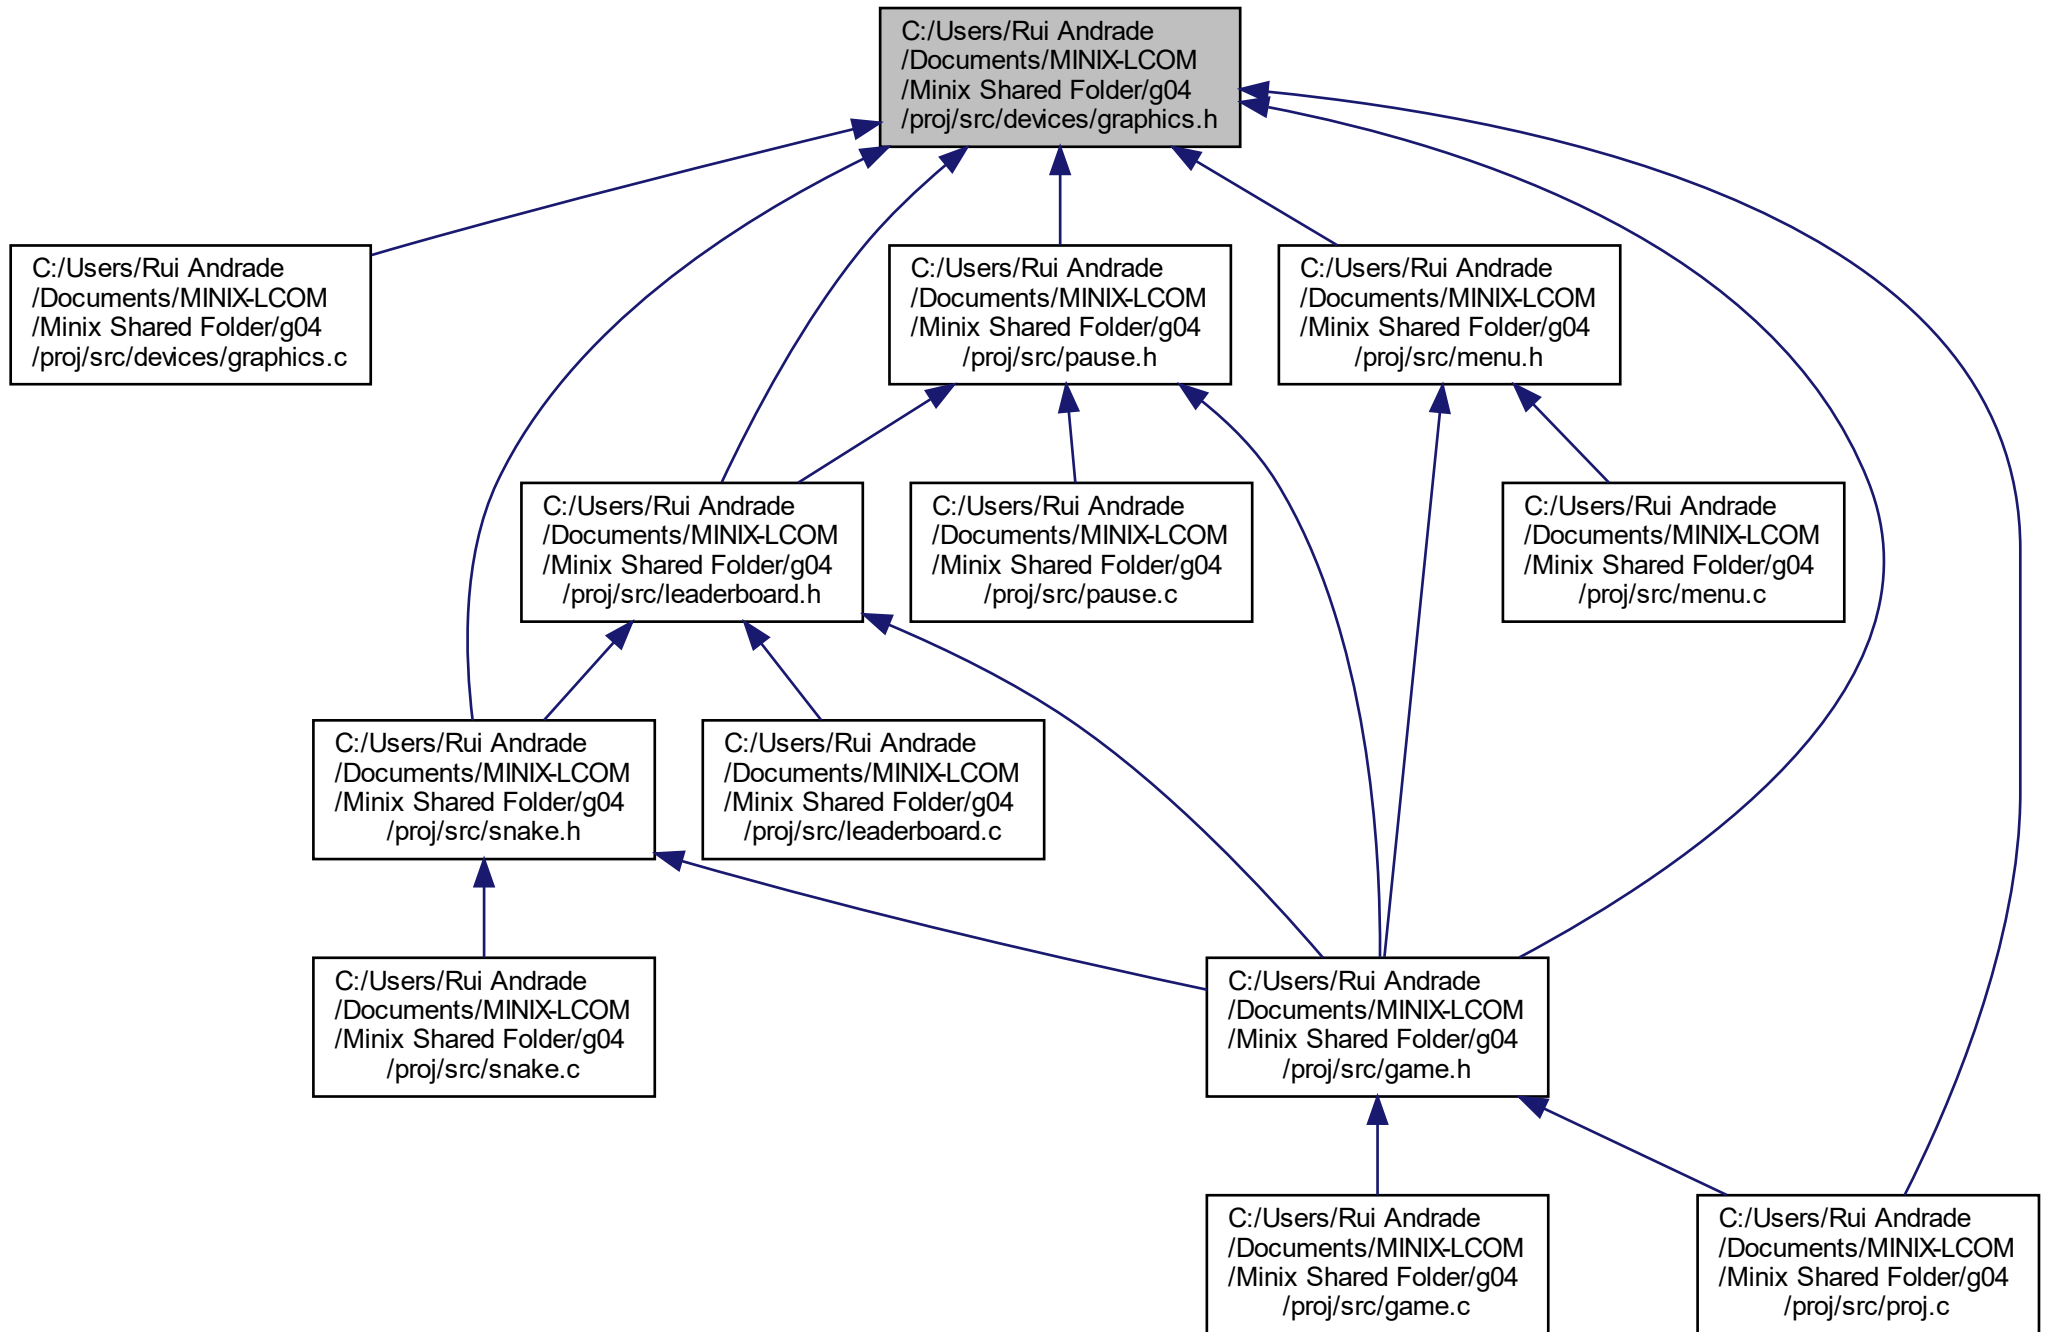 C:/Users/Rui Andrade
/Documents/MINIX-LCOM
/Minix Shared Folder/g04
/proj/src/devices/graphics.h
C:/Users/Rui Andrade
/Documents/MINIX-LCOM
/Minix Shared Folder/g04
/proj/src/devices/graphics.c
C:/Users/Rui Andrade
/Documents/MINIX-LCOM
/Minix Shared Folder/g04
/proj/src/pause.h
C:/Users/Rui Andrade
/Documents/MINIX-LCOM
/Minix Shared Folder/g04
/proj/src/menu.h
C:/Users/Rui Andrade
/Documents/MINIX-LCOM
/Minix Shared Folder/g04
/proj/src/leaderboard.h
C:/Users/Rui Andrade
/Documents/MINIX-LCOM
/Minix Shared Folder/g04
/proj/src/pause.c
C:/Users/Rui Andrade
/Documents/MINIX-LCOM
/Minix Shared Folder/g04
/proj/src/menu.c
C:/Users/Rui Andrade
/Documents/MINIX-LCOM
/Minix Shared Folder/g04
/proj/src/snake.h
C:/Users/Rui Andrade
/Documents/MINIX-LCOM
/Minix Shared Folder/g04
/proj/src/leaderboard.c
C:/Users/Rui Andrade
/Documents/MINIX-LCOM
/Minix Shared Folder/g04
/proj/src/snake.c
C:/Users/Rui Andrade
/Documents/MINIX-LCOM
/Minix Shared Folder/g04
/proj/src/game.h
C:/Users/Rui Andrade
/Documents/MINIX-LCOM
/Minix Shared Folder/g04
/proj/src/game.c
C:/Users/Rui Andrade
/Documents/MINIX-LCOM
/Minix Shared Folder/g04
/proj/src/proj.c